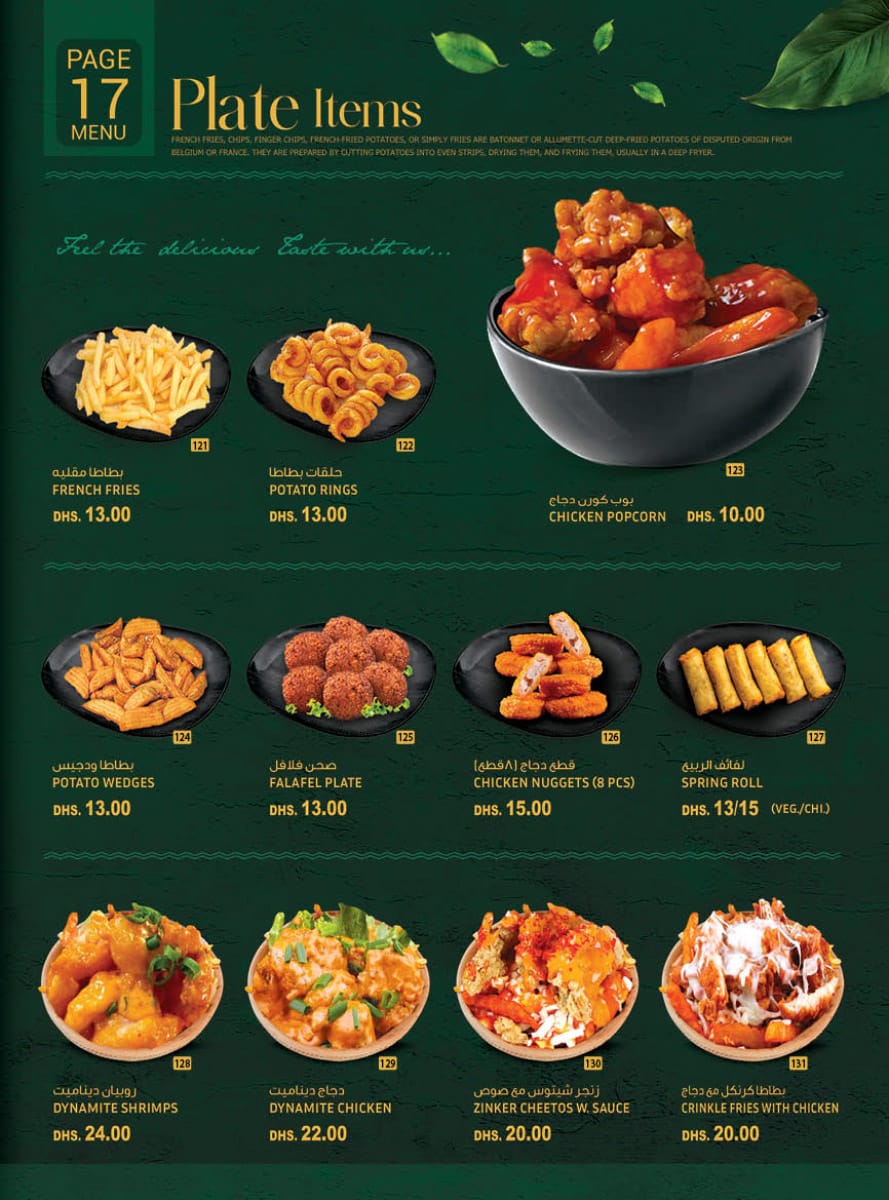 PAGE
17
MENU
Plate Items
FRENCH FRIES, CHIPS, FINGER CHIPS, FRENCH-FRIED POTATOES, OR SIMPLY FRIES ARE BATONNET OR ALLUMETTE-CUT DEEP-FRIED POTATOES OF DISPUTED ORIGIN FROM
BELGIUM OR FRANCE. THEY ARE PREPARED BY CUTTING POTATOES INTO EVEN STRIPS, DRYING THEM, AND FRYING THEM, USUALLY IN A DEEP FRYER.
Feel the delicious Taste with us...
121
بطاطا مقليه
FRENCH FRIES
DHS. 13.00
122
حلقات بطاطا
POTATO RINGS
DHS. 13.00
123
بوب كورن دجاج
CHICKEN POPCORN DHS. 10.00
124
بطاطا ودجيس
POTATO WEDGES
DHS. 13.00
125
صحن فلافل
FALAFEL PLATE
DHS. 13.00
126
قطع دجاج (٨ قطع)
CHICKEN NUGGETS (8 PCS)
DHS. 15.00
127
لفائف الربيع
SPRING ROLL
DHS. 13/15 (VEG./CHI.)
128
روبيان ديناميت
DYNAMITE SHRIMPS
DHS. 24.00
129
دجاج ديناميت
DYNAMITE CHICKEN
DHS. 22.00
130
زنجر شيتوس مع صوص
ZINKER CHEETOS W. SAUCE
DHS. 20.00
131
بطاطا كرنكل مع دجاج
CRINKLE FRIES WITH CHICKEN
DHS. 20.00